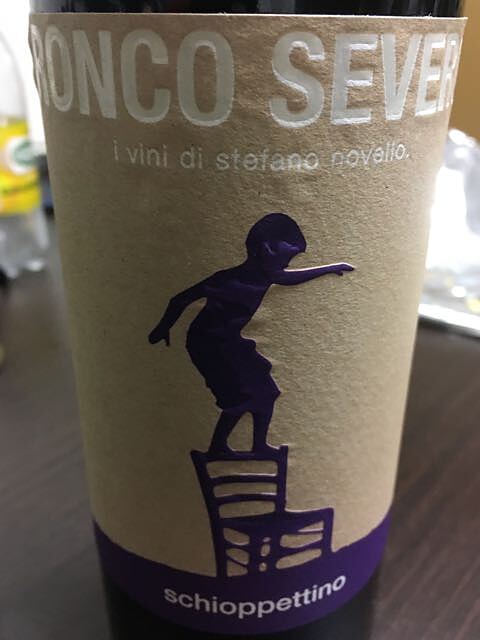 RONCO SEVER
i vini di stefano novello.
schioppettino